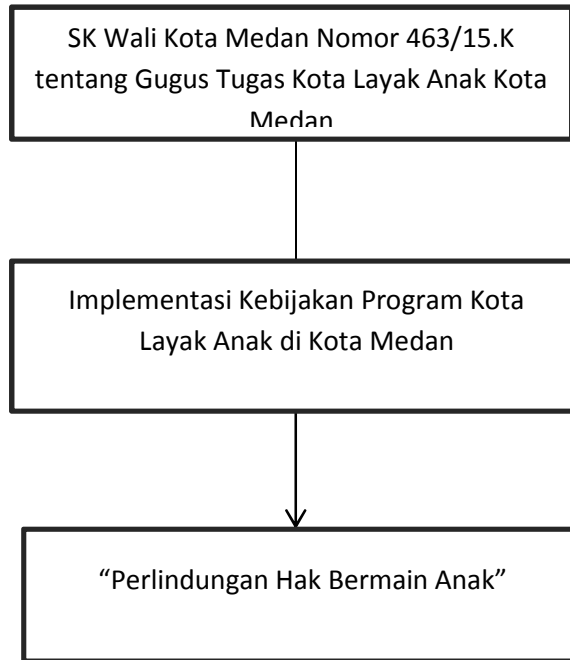 SK Wali Kota Medan Nomor 463/15.K
tentang Gugus Tugas Kota Layak Anak Kota
Medan
Implementasi Kebijakan Program Kota
Layak Anak di Kota Medan
“Perlindungan Hak Bermain Anak”